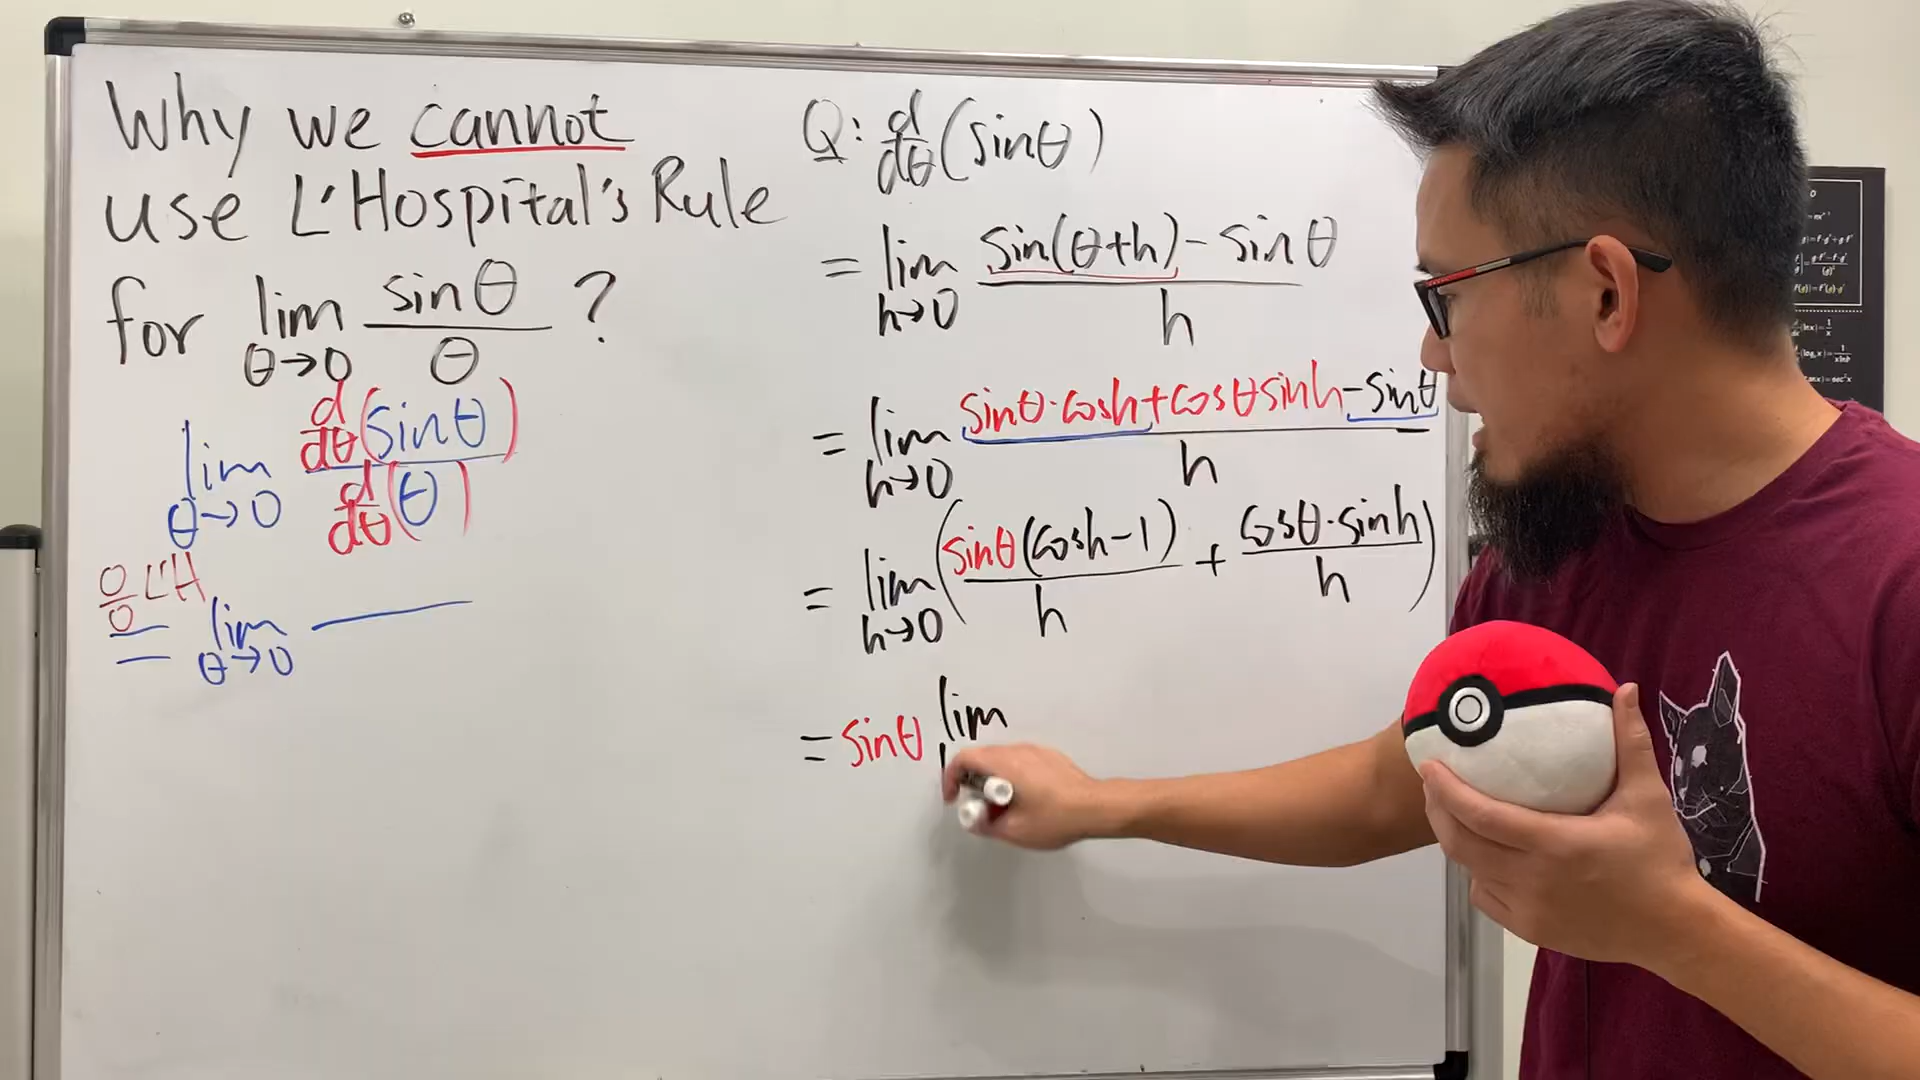 Why we cannot
use L'Hospital's Rule
for lim θ→0 sinθ/θ ?
lim θ→0 d/dθ(sinθ) / d/dθ(θ)
0/0 L'H
= lim θ→0
Q: d/dθ(sinθ)
= lim h→0 (sin(θ+h) - sinθ)/h
= lim h→0 (sinθ·cosh+cosθsinh-sinθ)/h
= lim h→0 (sinθ(cosh-1)/h + cosθ·sinh/h)
= sinθ lim